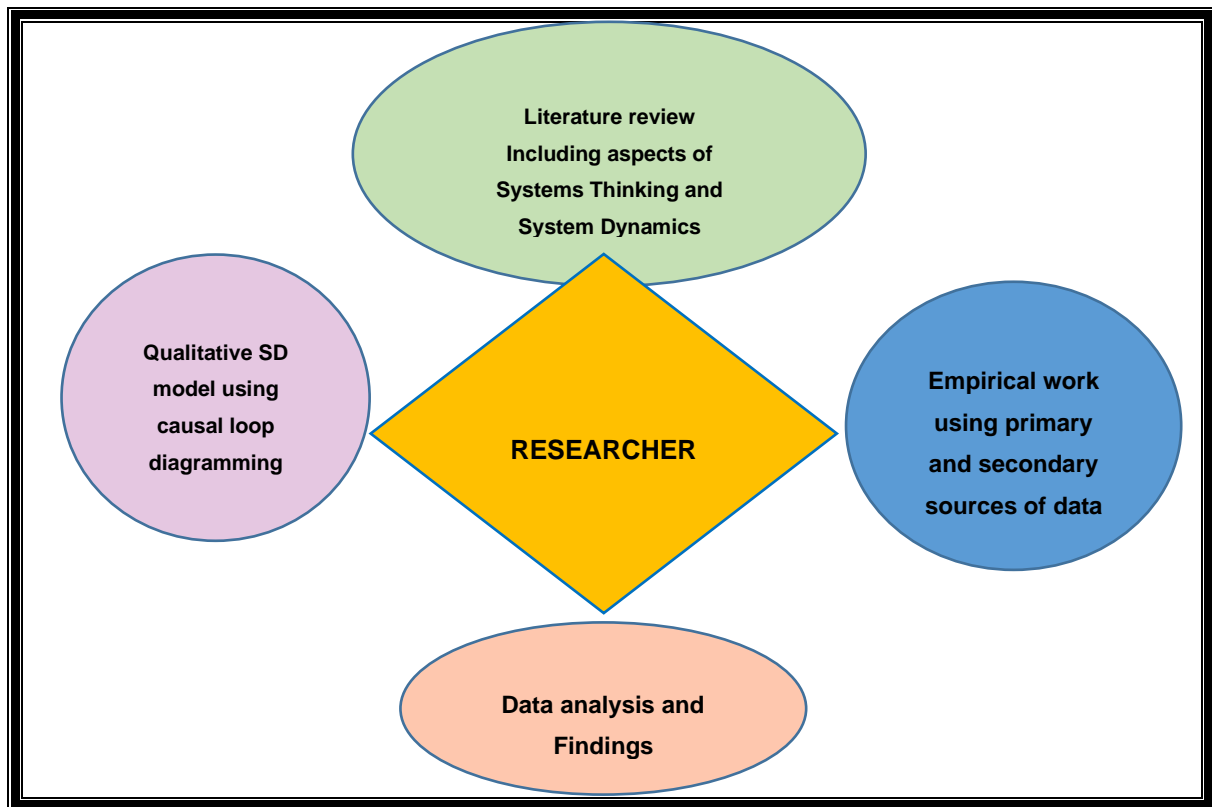 Literature review
Including aspects of
Systems Thinking and
System Dynamics
Qualitative SD
model using
causal loop
diagramming
RESEARCHER
Empirical work
using primary
and secondary
sources of data
Data analysis and
Findings